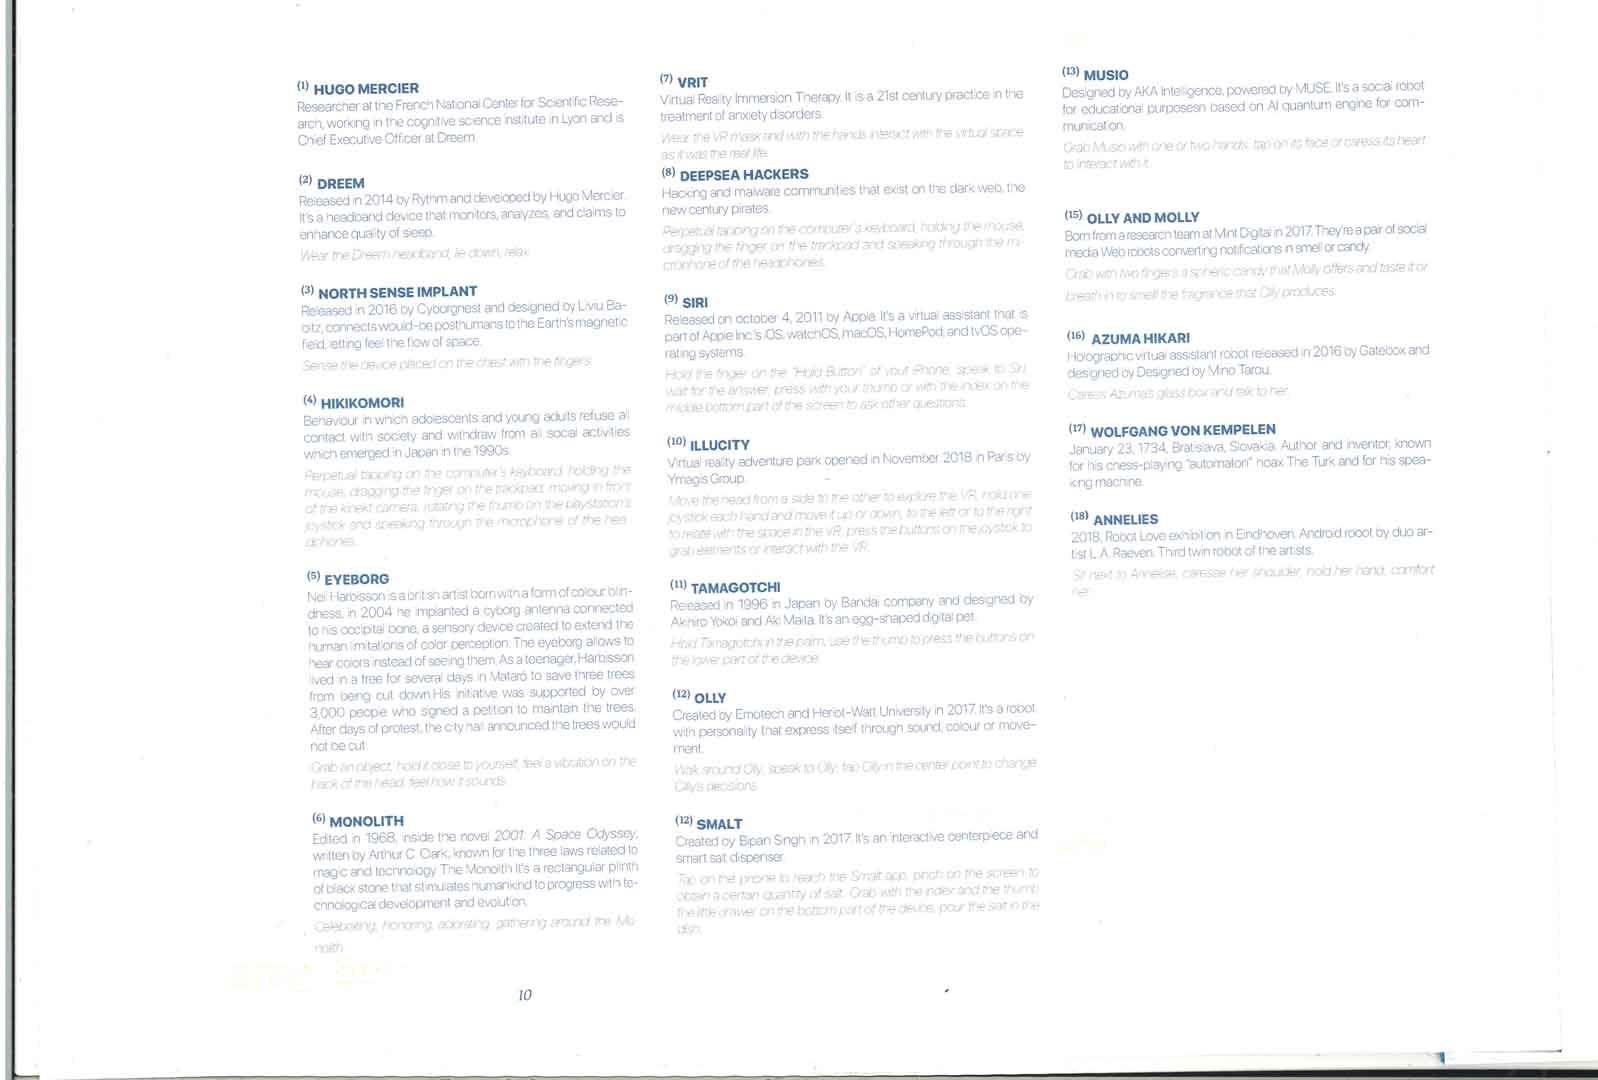 (1) HUGO MERCIER
Researcher at the French National Center for Scientific Rese-
arch, working in the cognitive science institute in Lyon and is
Chief Executive Officer at Dreem.
(2) DREEM
Released in 2014 by Rythm and developed by Hugo Mercier.
It's a headband device that monitors, analyzes, and claims to
enhance quality of sleep.
Wear the Dreem headband, lie down, relax.
(3) NORTH SENSE IMPLANT
Released in 2016 by Cyborgnest and designed by Liviu Ba-
bitz, connects would-be posthumans to the Earth's magnetic
field, letting feel the flow of space.
Sense the device placed on the chest with the fingers.
(4) HIKIKOMORI
Behaviour in which adolescents and young adults refuse all
contact with society and withdraw from all social activities
which emerged in Japan in the 1990s.
Perpetual tapping on the computer's keyboard, holding the
mouse, dragging the finger on the trackpad, moving in front
of the kinekt camera, rotating the thumb on the playstation's
joystick and speaking through the microphone of the hea-
dphones.
(5) EYEBORG
Neil Harbisson is a british artist born with a form of colour blin-
dness, in 2004 he implanted a cyborg antenna connected
to his occipital bone, a sensory device created to extend the
human limitations of color perception. The eyeborg allows to
hear colors instead of seeing them. As a teenager, Harbisson
lived in a tree for several days in Mataró to save three trees
from being cut down. His initiative was supported by over
3,000 people who signed a petition to maintain the trees.
After days of protest, the city hall announced the trees would
not be cut.
Grab an object, hold it close to yourself, feel a vibration on the
back of the head, feel how it sounds.
(6) MONOLITH
Edited in 1968, inside the novel 2001: A Space Odyssey,
written by Arthur C. Clark, known for the three laws related to
magic and technology. The Monolith It's a rectangular plinth
of black stone that stimulates humankind to progress with te-
chnological development and evolution.
Celebrating, honoring, adorating, gathering around the Mo
nolith.
10
(7) VRIT
Virtual Reality Immersion Therapy. It is a 21st century practice in the
treatment of anxiety disorders.
Wear the VR mask and with the hands interact with the virtual space
as it was the real life.
(8) DEEPSEA HACKERS
Hacking and malware communities that exist on the dark web, the
new century pirates.
Perpetual tapping on the computer's keyboard, holding the mouse,
dragging the finger on the trackpad and speaking through the mi-
crophone of the headphones.
(9) SIRI
Released on october 4, 2011 by Apple. It's a virtual assistant that is
part of Apple Inc.'s iOS, watchOS, macOS, HomePod, and tvOS ope-
rating systems.
Hold the finger on the "Hold Button" of yout iPhone, speak to Siri,
wait for the answer, press with your thumb or with the index on the
middle bottom part of the screen to ask other questions.
(10) ILLUCITY
Virtual reality adventure park opened in November 2018 in Paris by
Ymagis Group.
Move the head from a side to the other to explore the VR, hold one
joystick each hand and move it up or down, to the left or to the right
to relate with the space in the VR, press the buttons on the joystick to
grab elements or interact with the VR.
(11) TAMAGOTCHI
Released in 1996 in Japan by Bandai company and designed by
Akihiro Yokoi and Aki Maita. It's an egg-shaped digital pet.
Hold Tamagotchi in the palm, use the thumb to press the buttons on
the lower part of the device.
(12) OLLY
Created by Emotech and Heriot-Watt University in 2017. It's a robot
with personality that express itself through sound, colour or move-
ment.
Walk around Olly, speak to Olly, tap Olly in the center point to change
Olly's decisions.
(12) SMALT
Created by Bipan Singh in 2017. It's an interactive centerpiece and
smart salt dispenser.
Tap on the phone to reach the Smalt app, pinch on the screen to
obtain a certain quantity of salt. Grab with the index and the thumb
the little drawer on the bottom part of the device, pour the salt in the
dish.
(13) MUSIO
Designed by AKA Intelligence, powered by MUSE. It's a social robot
for educational purposesn based on AI quantum engine for com-
munication.
Grab Musio with one or two hands, tap on its face or caress its heart
to interact with it.
(15) OLLY AND MOLLY
Born from a research team at Mint Digital in 2017. They're a pair of social
media Web robots converting notifications in smell or candy.
Grab with two fingers a spheric candy that Molly offers and taste it or
breath in to smell the fragrance that Olly produces.
(16) AZUMA HIKARI
Holographic virtual assistant robot released in 2016 by Gatebox and
designed by Designed by Mino Tarou.
Caress Azuma's glass box and talk to her.
(17) WOLFGANG VON KEMPELEN
January 23, 1734, Bratislava, Slovakia. Author and inventor, known
for his chess-playing "automaton" hoax The Turk and for his spea-
king machine.
(18) ANNELIES
2018, Robot Love exhibition in Eindhoven. Android robot by duo ar-
tist L. A. Raeven. Third twin robot of the artists.
Sit next to Annelise, caresse her shoulder, hold her hand, comfort
her.